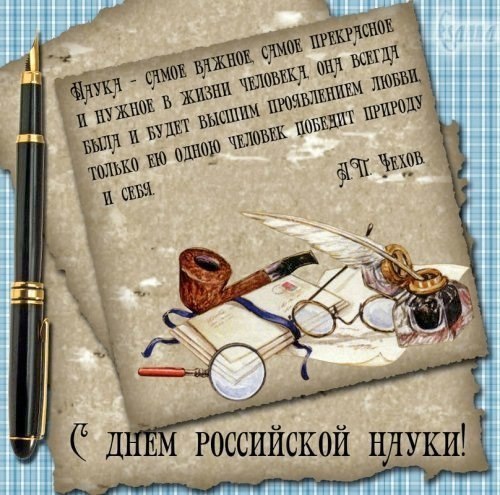 Наука - самое важное, самое прекрасное
и нужное в жизни человека, она всегда
была и будет высшим проявлением любви,
только ею одною человек победит природу
и себя.
А.П. Чехов.
С днем российской науки!